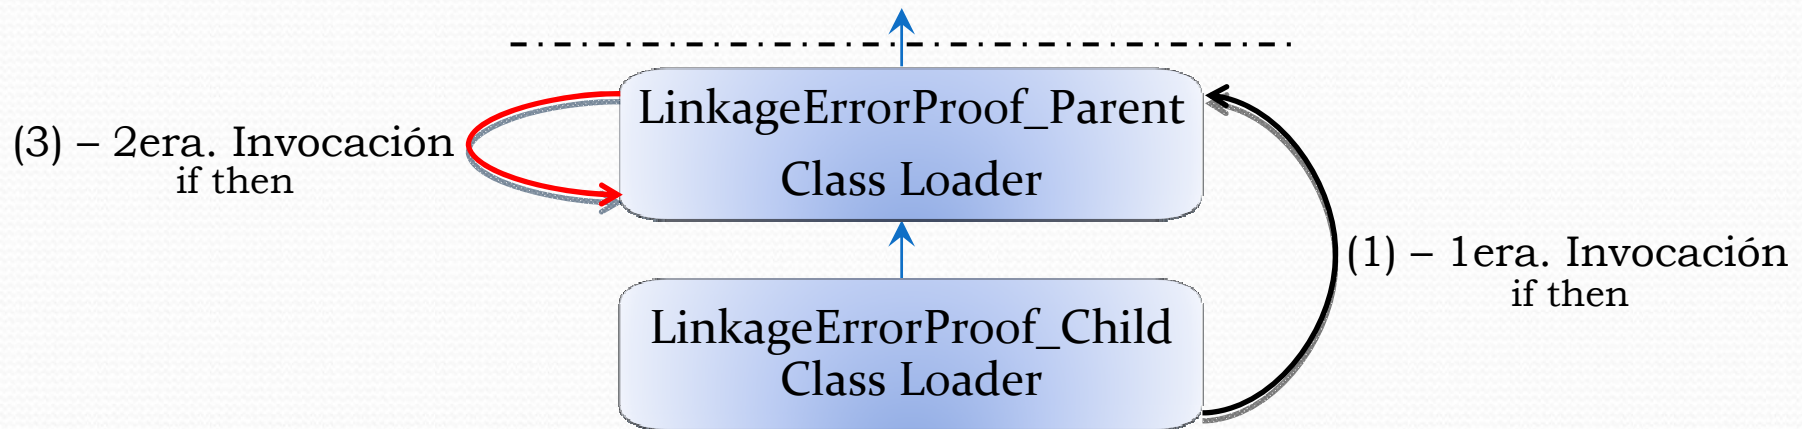 LinkageErrorProof_Parent
Class Loader
(3) – 2era. Invocación
if then
(1) – 1era. Invocación
if then
LinkageErrorProof_Child
Class Loader